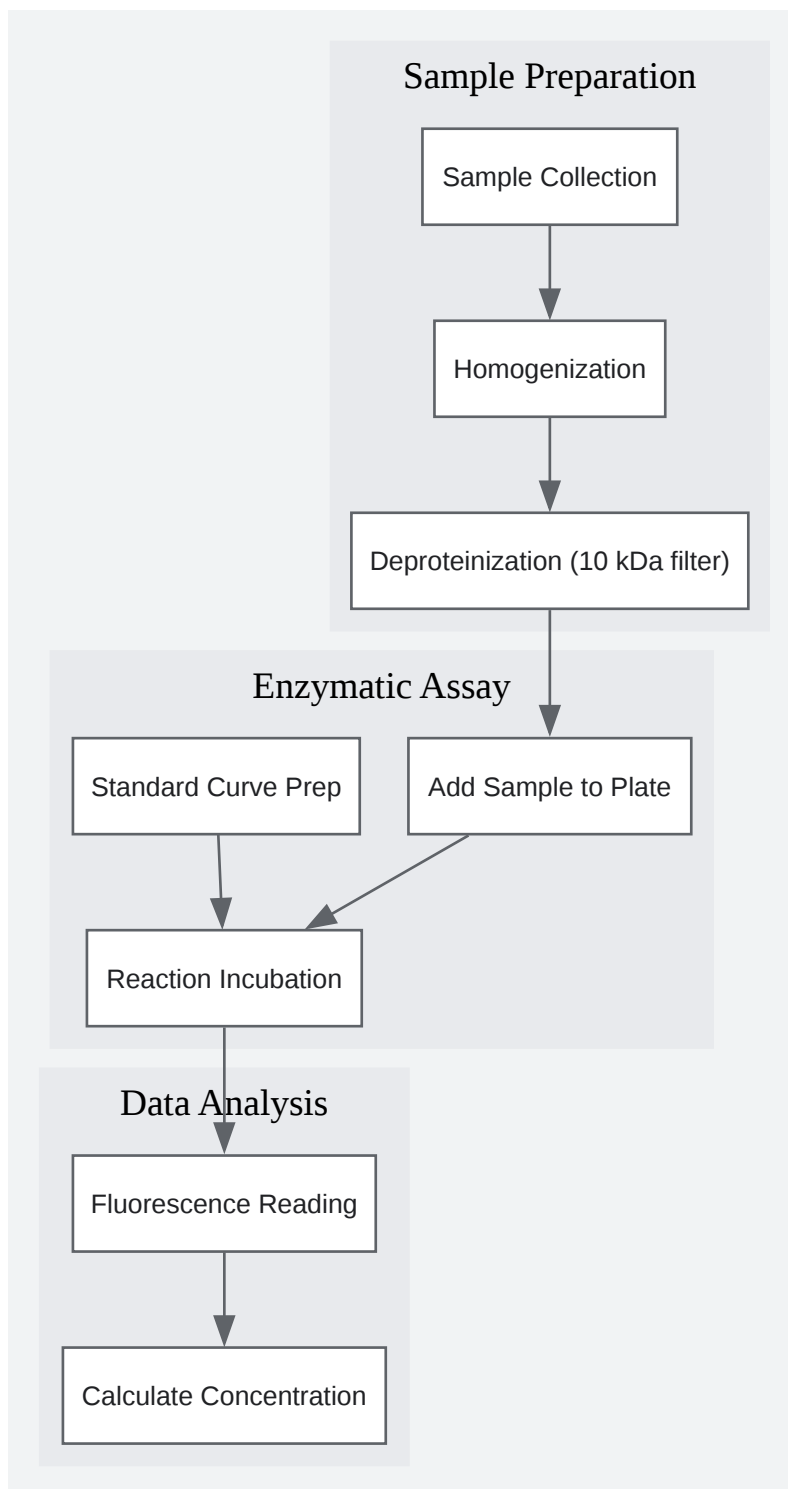 Sample Preparation
Sample Collection
Homogenization
Deproteinization (10 kDa filter)
Enzymatic Assay
Standard Curve Prep
Add Sample to Plate
Reaction Incubation
Data Analysis
Fluorescence Reading
Calculate Concentration